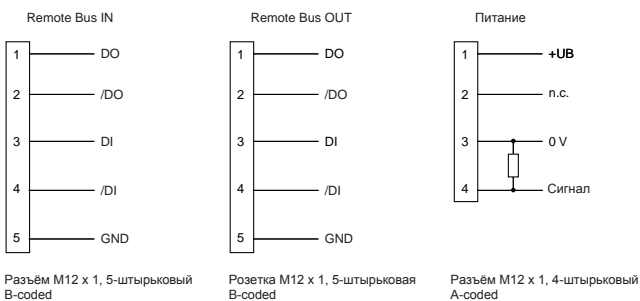 Remote Bus IN
1 DO
2 /DO
3 DI
4 /DI
5 GND
Разъём M12 x 1, 5-штырьковый
B-coded
Remote Bus OUT
1 DO
2 /DO
3 DI
4 /DI
5 GND
Розетка M12 x 1, 5-штырьковая
B-coded
Питание
1 +UB
2 n.c.
3 0 V
4 Сигнал
Разъём M12 x 1, 4-штырьковый
A-coded